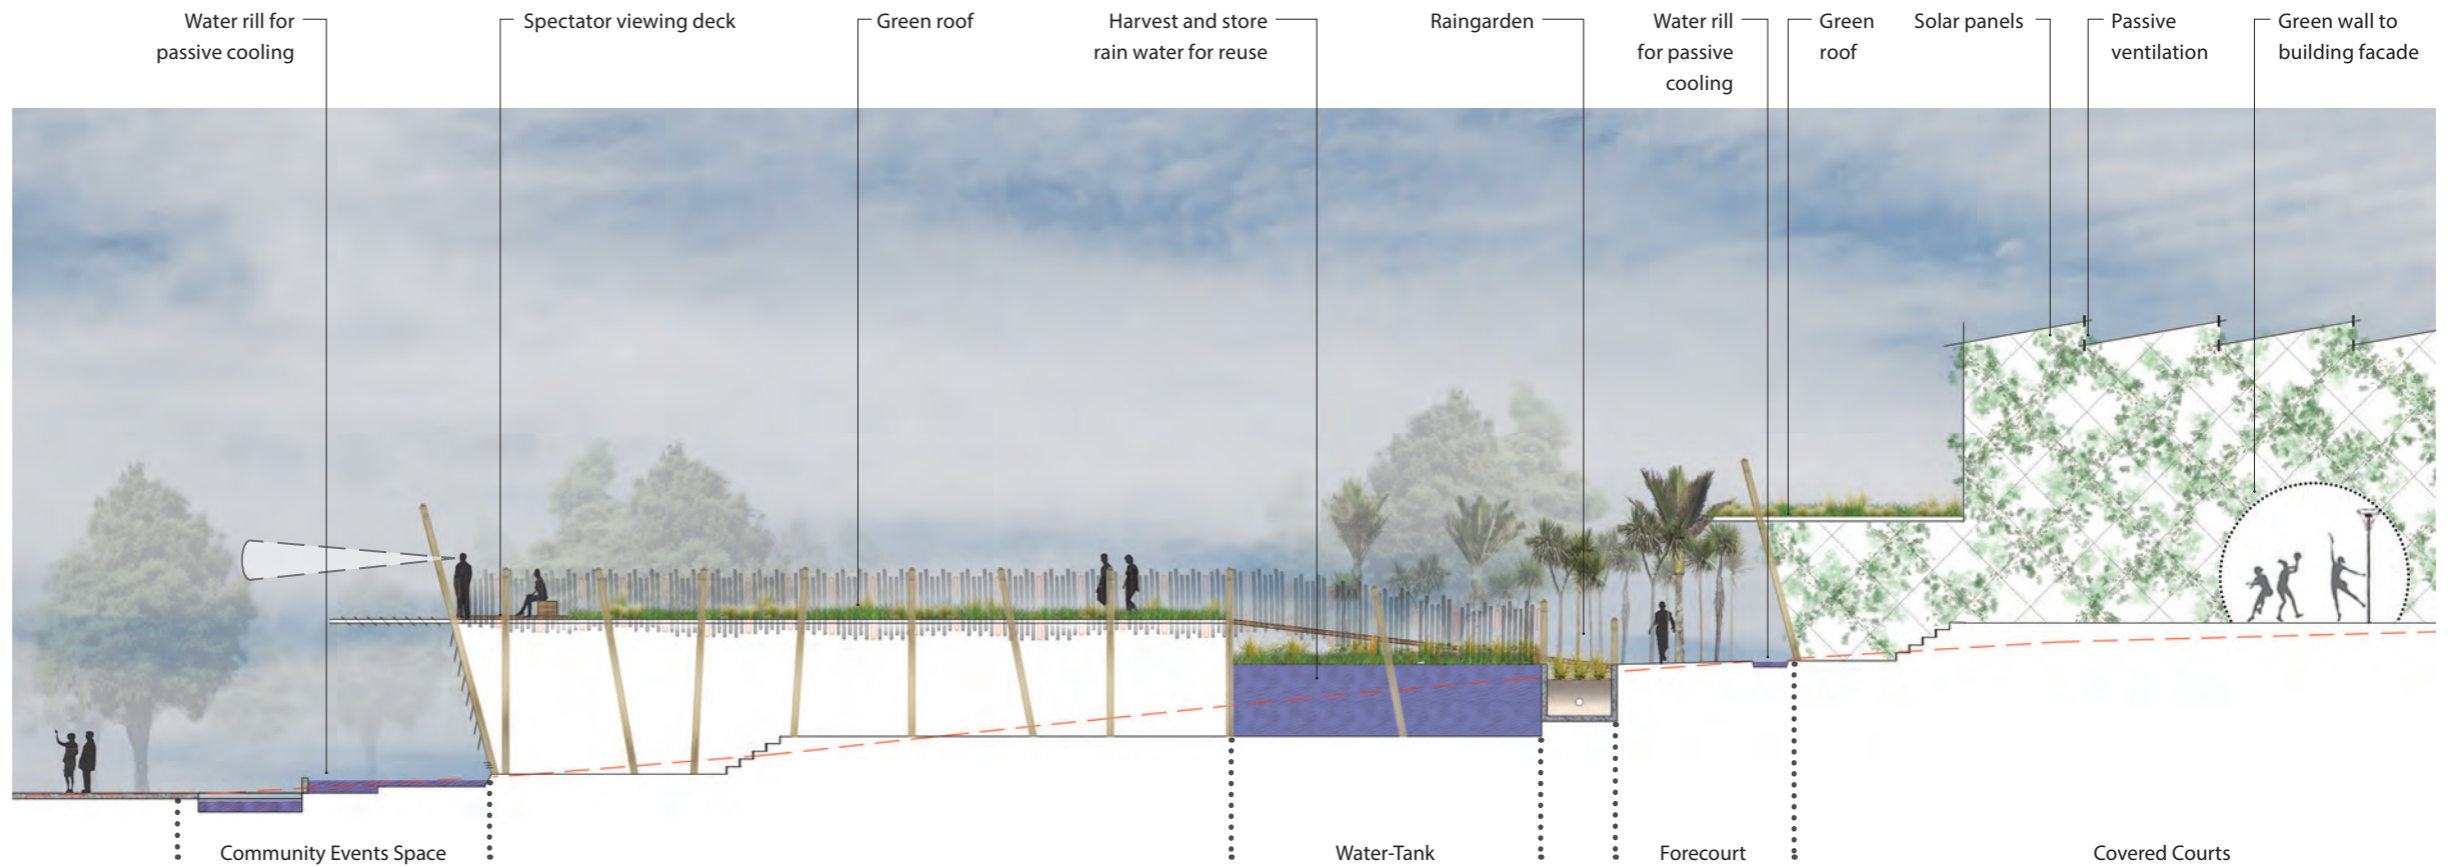 Water rill for
passive cooling
Spectator viewing deck
Green roof
Harvest and store
rain water for reuse
Raingarden
Water rill
for passive
cooling
Green
roof
Solar panels
Passive
ventilation
Green wall to
building facade
Community Events Space
Water-Tank
Forecourt
Covered Courts